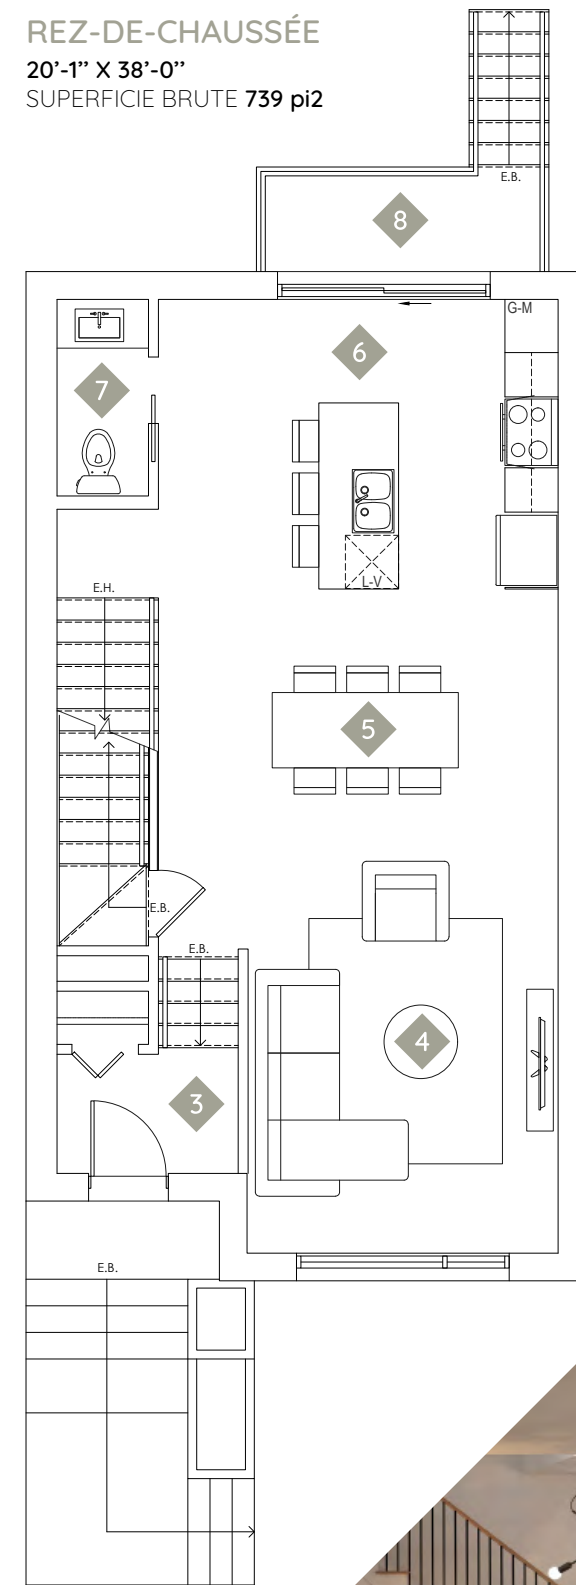 REZ-DE-CHAUSSÉE
20’-1’’ X 38’-0’’
SUPERFICIE BRUTE 739 pi2
E.B.
8
G-M
6
7
L-V
E.H.
5
E.B.
E.B.
4
3
E.B.